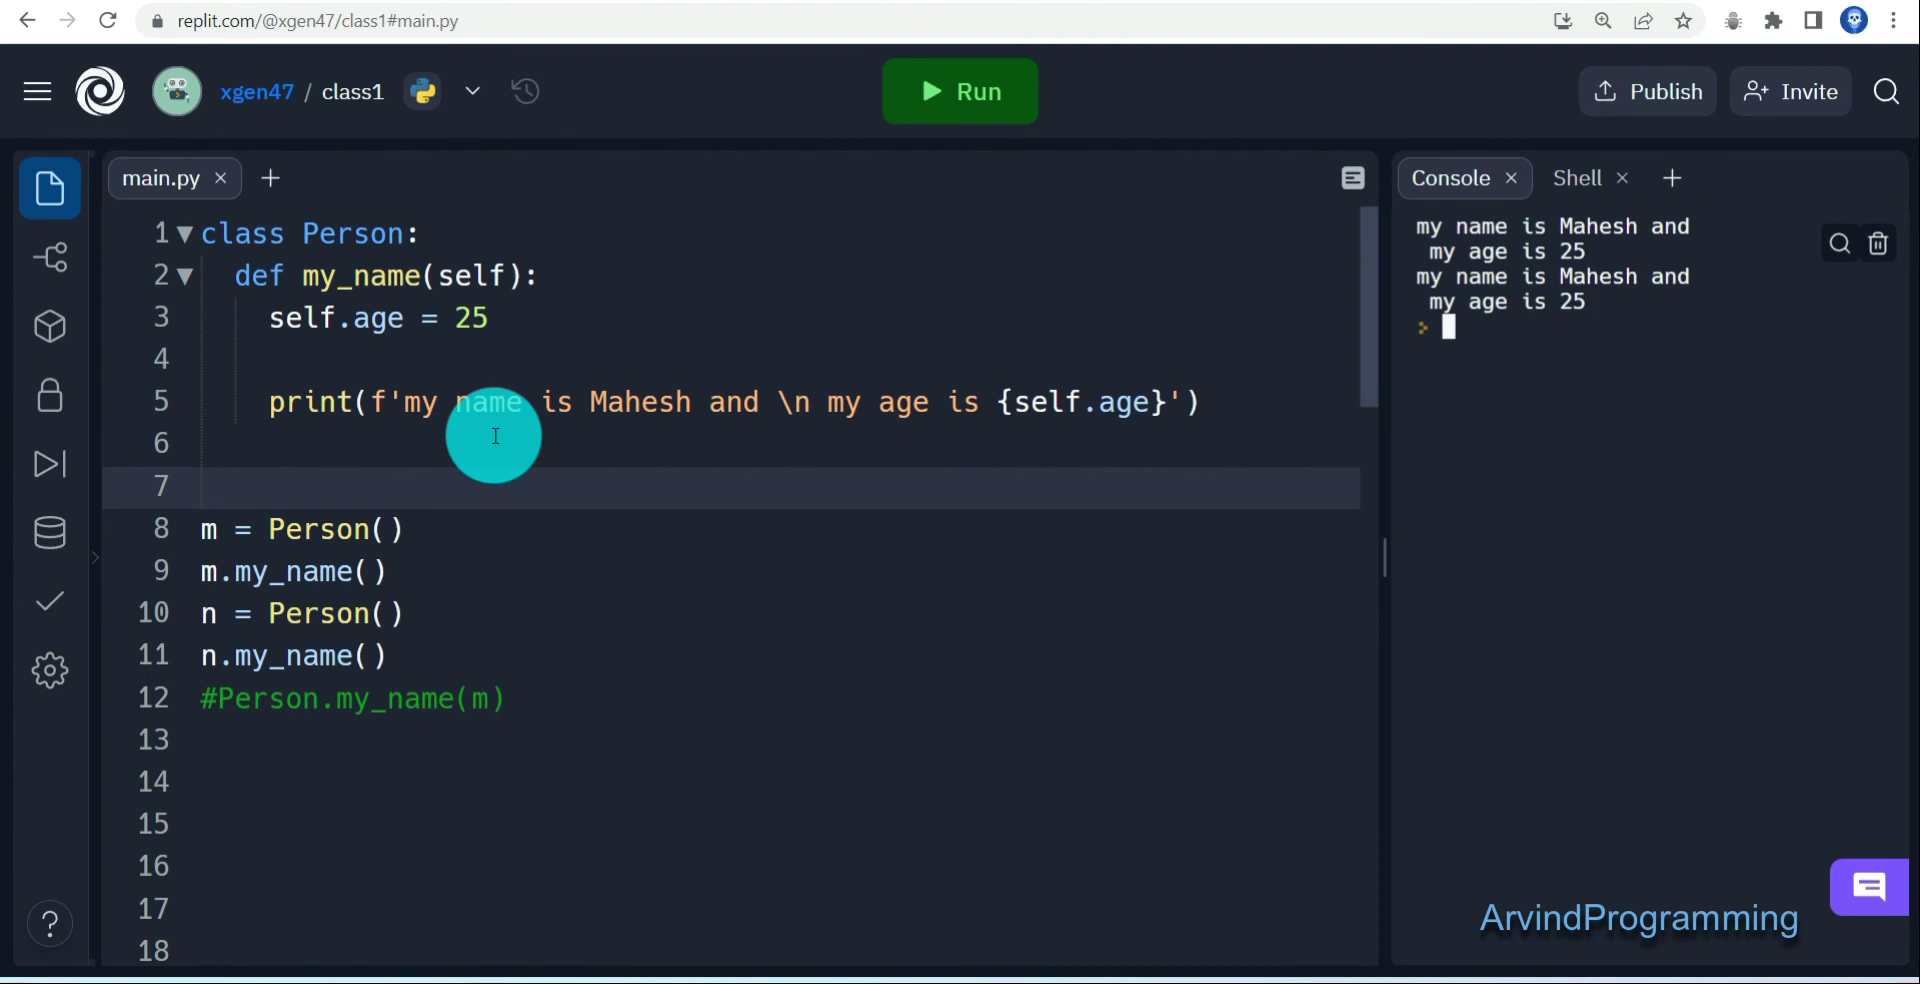 replit.com/@xgen47/class1#main.py
xgen47 / class1
Run
Publish
Invite
main.py
Console
Shell
1 class Person:
2 def my_name(self):
3 self.age = 25
4
5 print(f'my name is Mahesh and \n my age is {self.age}')
6
7
8 m = Person()
9 m.my_name()
10 n = Person()
11 n.my_name()
12 #Person.my_name(m)
13
14
15
16
17
18
my name is Mahesh and
my age is 25
my name is Mahesh and
my age is 25
>
?
ArvindProgramming